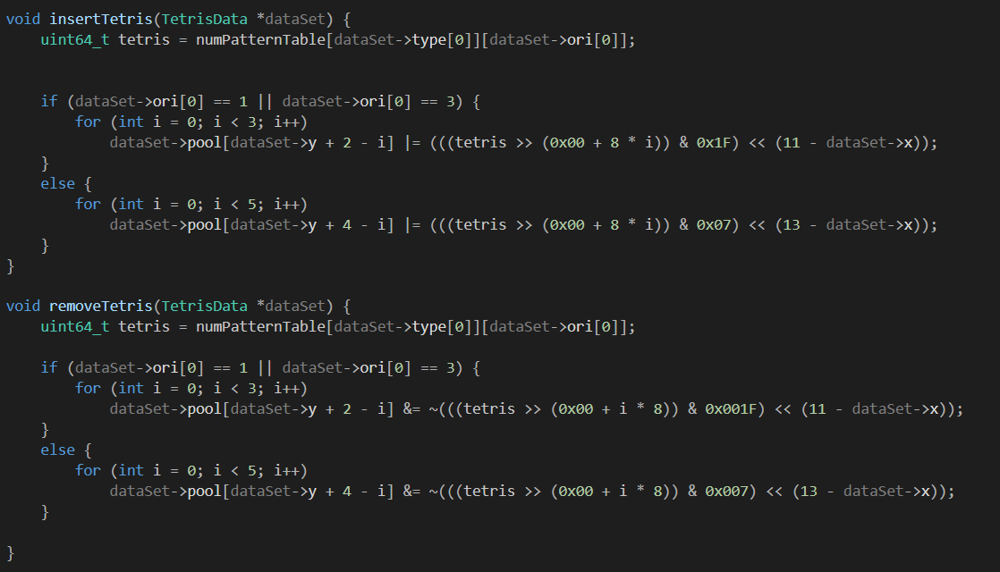 void insertTetris(TetrisData *dataSet) {
    uint64_t tetris = numPatternTable[dataSet->type[0]][dataSet->ori[0]];
    if (dataSet->ori[0] == 1 || dataSet->ori[0] == 3) {
        for (int i = 0; i < 3; i++)
            dataSet->pool[dataSet->y + 2 - i] |= (((tetris >> (0x00 + 8 * i)) & 0x1F) << (11 - dataSet->x));
    }
    else {
        for (int i = 0; i < 5; i++)
            dataSet->pool[dataSet->y + 4 - i] |= (((tetris >> (0x00 + 8 * i)) & 0x07) << (13 - dataSet->x));
    }
}
void removeTetris(TetrisData *dataSet) {
    uint64_t tetris = numPatternTable[dataSet->type[0]][dataSet->ori[0]];
    if (dataSet->ori[0] == 1 || dataSet->ori[0] == 3) {
        for (int i = 0; i < 3; i++)
            dataSet->pool[dataSet->y + 2 - i] &= ~(((tetris >> (0x00 + i * 8)) & 0x001F) << (11 - dataSet->x));
    }
    else {
        for (int i = 0; i < 5; i++)
            dataSet->pool[dataSet->y + 4 - i] &= ~(((tetris >> (0x00 + i * 8)) & 0x007) << (13 - dataSet->x));
    }
}